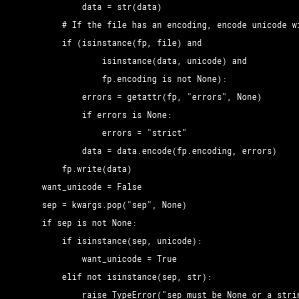 data = str(data)
# If the file has an encoding, encode unicode wi
if (isinstance(fp, file) and
isinstance(data, unicode) and
fp.encoding is not None):
errors = getattr(fp, "errors", None)
if errors is None:
errors = "strict"
data = data.encode(fp.encoding, errors)
fp.write(data)
want_unicode = False
sep = kwargs.pop("sep", None)
if sep is not None:
if isinstance(sep, unicode):
want_unicode = True
elif not isinstance(sep, str):
raise TypeError("sep must be None or a strin